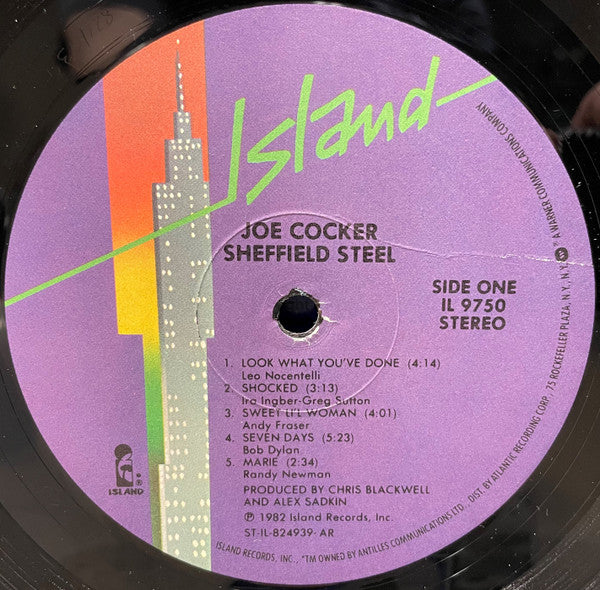 Island
JOE COCKER
SHEFFIELD STEEL
SIDE ONE
IL 9750
STEREO
1. LOOK WHAT YOU'VE DONE (4:14)
Leo Nocentelli
2. SHOCKED (3:13)
Ira Ingber-Greg Sutton
3. SWEET LI'L WOMAN (4:01)
Andy Fraser
4. SEVEN DAYS (5:23)
Bob Dylan
5. MARIE (2:34)
Randy Newman
PRODUCED BY CHRIS BLACKWELL
AND ALEX SADKIN
℗ 1982 Island Records, Inc.
ST-IL-824939-AR
ISLAND®
ISLAND RECORDS, INC., *TM OWNED BY ANTILLES COMMUNICATIONS LTD., DIST. BY ATLANTIC RECORDING CORP., 75 ROCKEFELLER PLAZA, N.Y., N.Y. ® A WARNER COMMUNICATIONS COMPANY